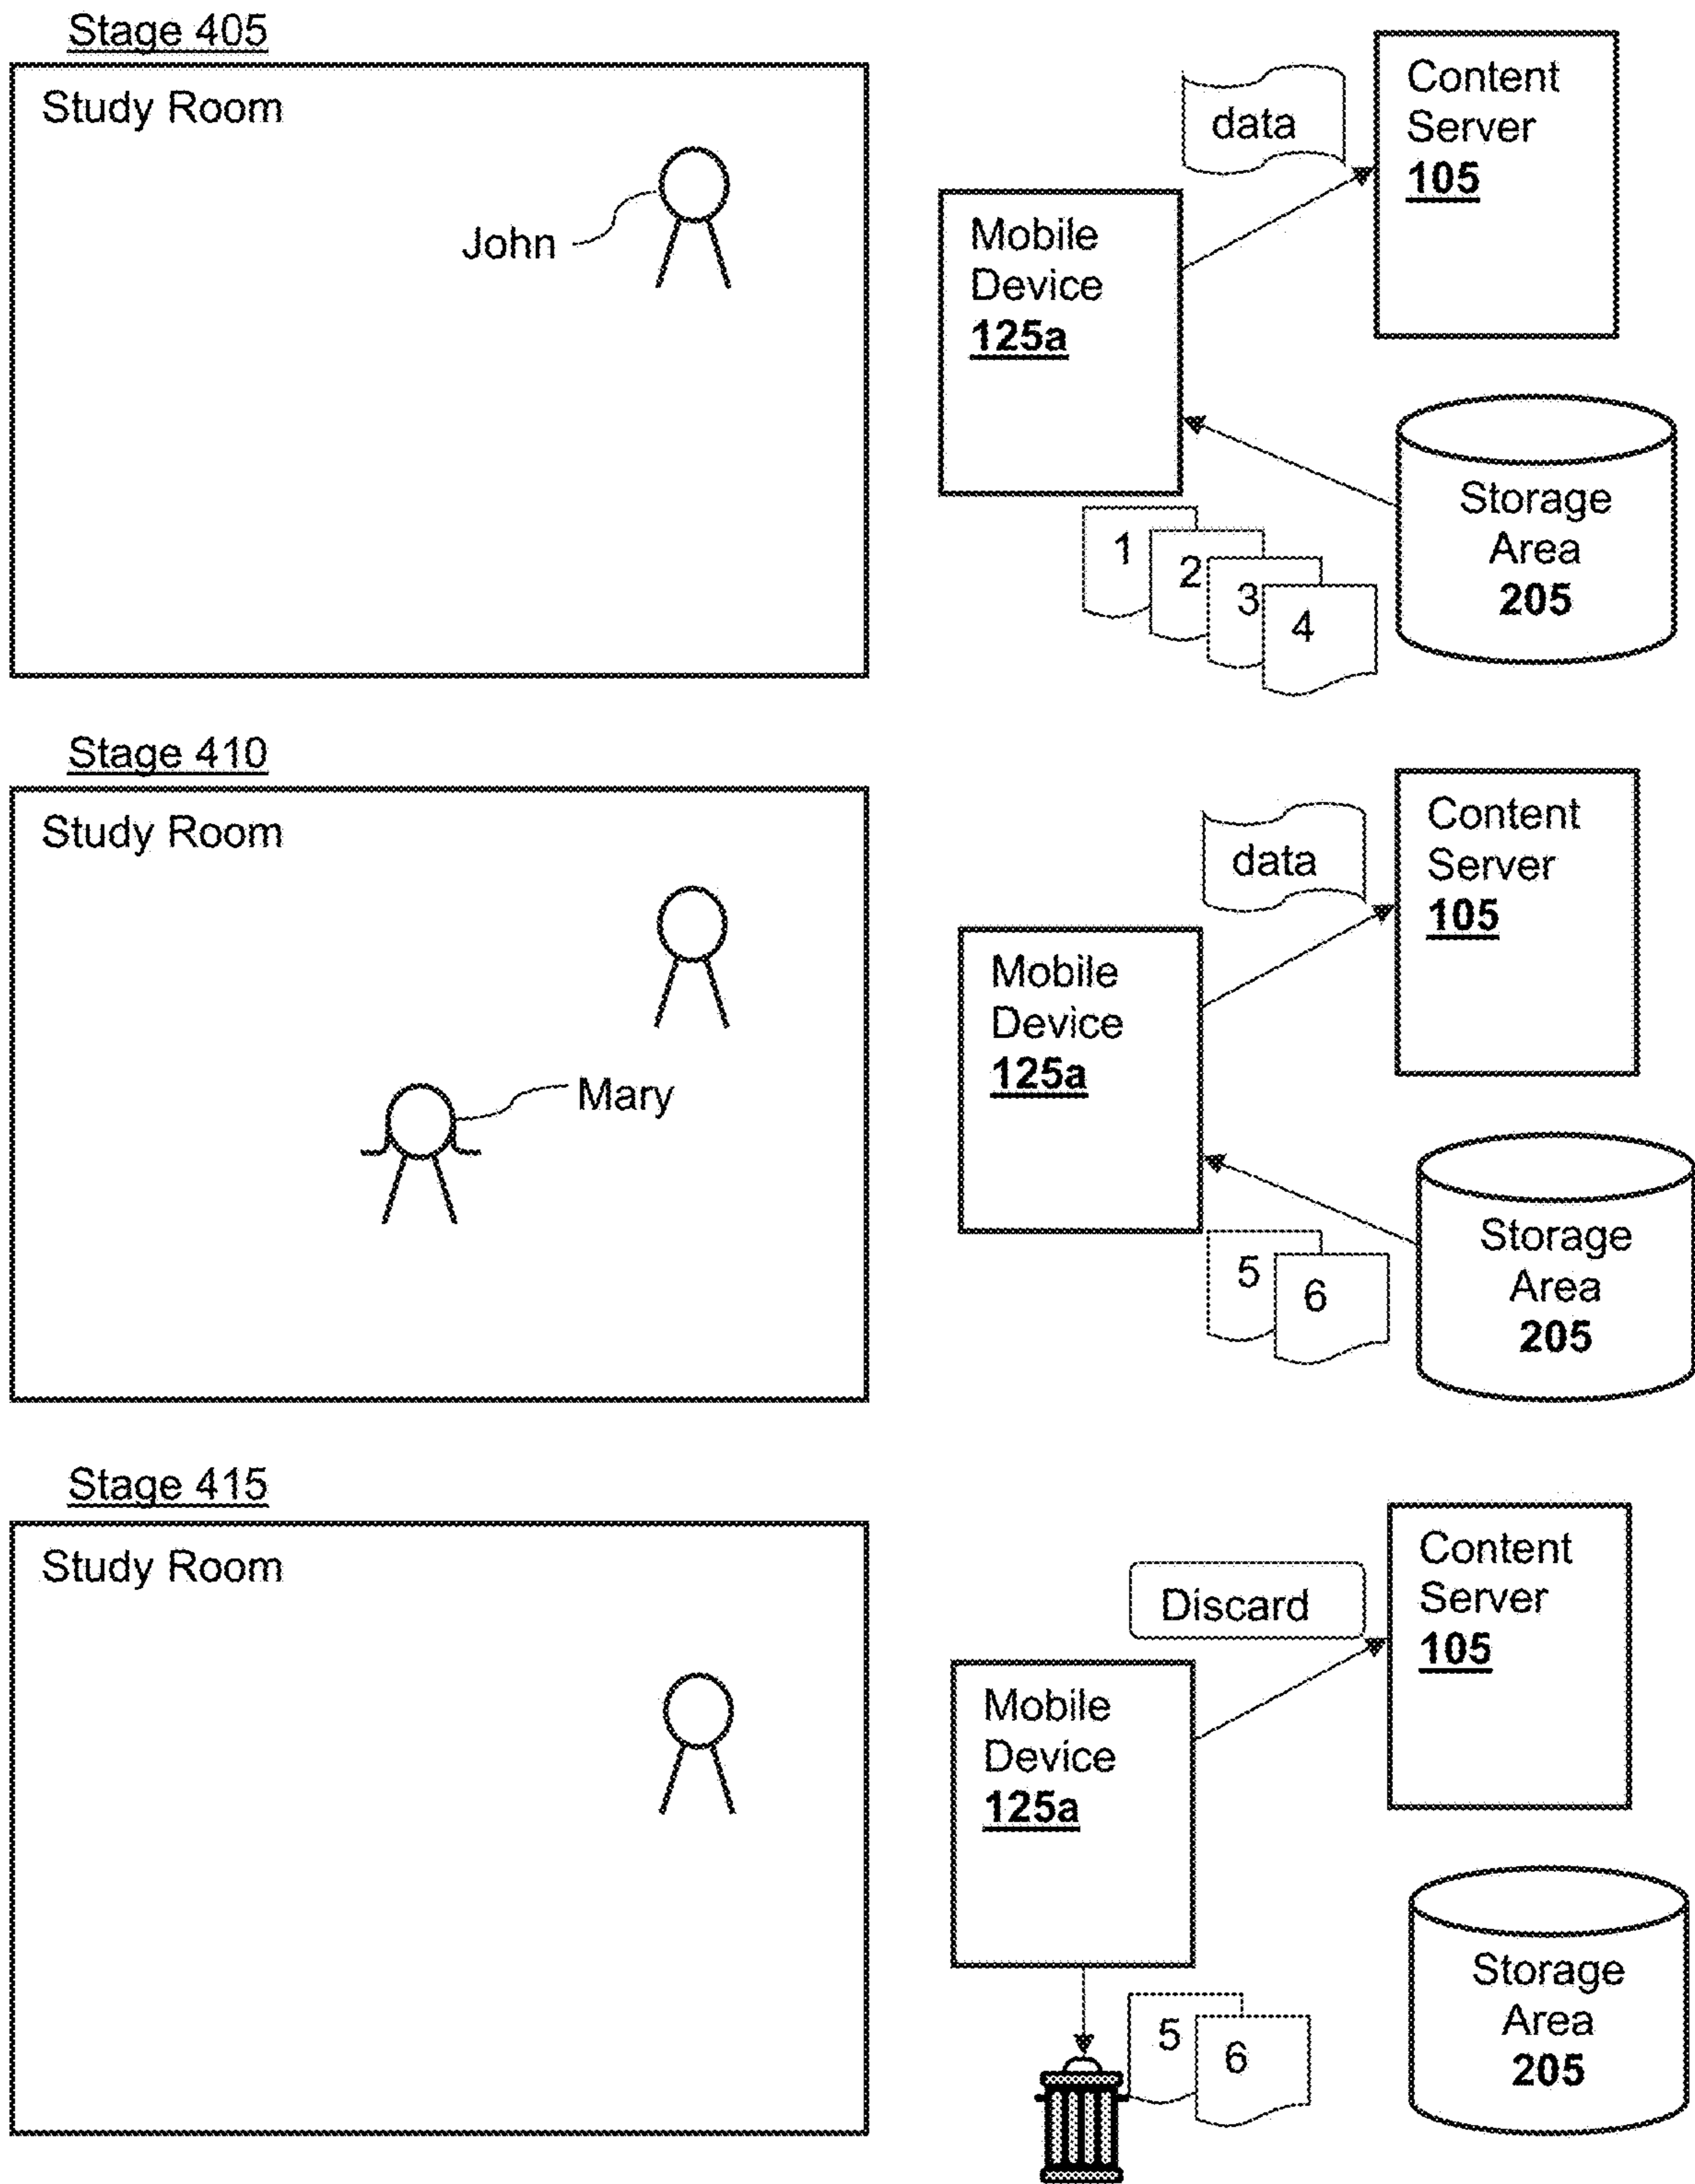 Stage 405
Study Room
John
data
Content
Server
105
Mobile
Device
125a
1
2
3
4
Storage
Area
205
Stage 410
Study Room
Mary
data
Content
Server
105
Mobile
Device
125a
5
6
Storage
Area
205
Stage 415
Study Room
Discard
Content
Server
105
Mobile
Device
125a
5
6
Storage
Area
205